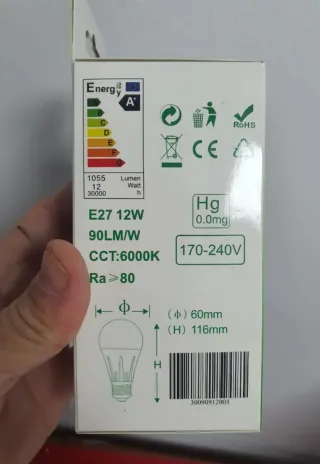 Energy
A+
A
B
C
D
E
F
G
1055 Lumen
12 Watt
30000 h
RoHS
CE
E27 12W
90LM/W
CCT:6000K
Ra≥80
Hg
0.0mg
170-240V
Φ
(ϕ) 60mm
(H) 116mm
H
30090912003